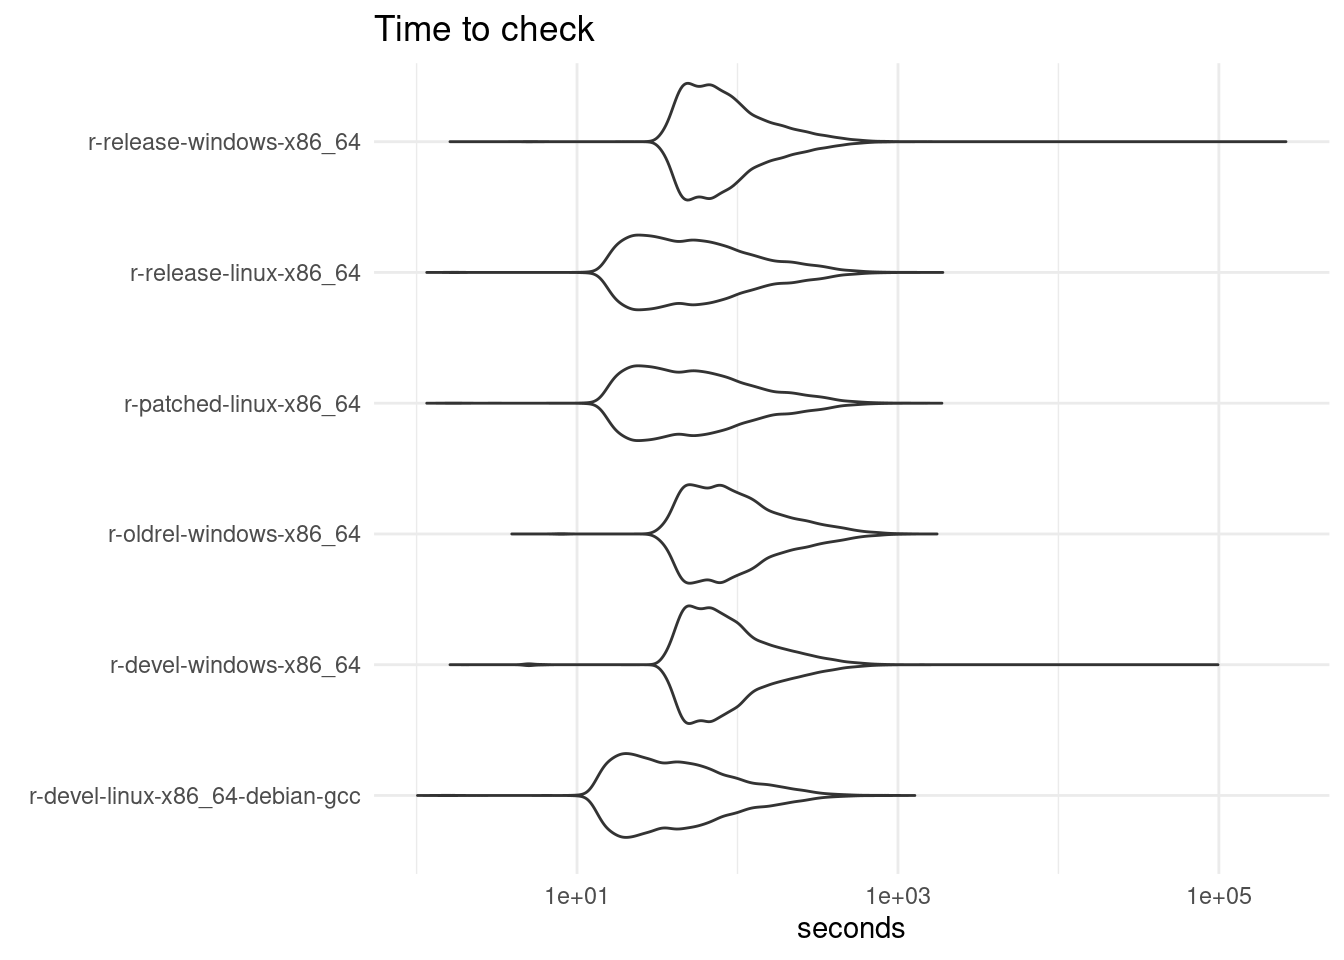 Time to check
r-release-windows-x86_64
r-release-linux-x86_64
r-patched-linux-x86_64
r-oldrel-windows-x86_64
r-devel-windows-x86_64
r-devel-linux-x86_64-debian-gcc
1e+01 1e+03 1e+05
seconds